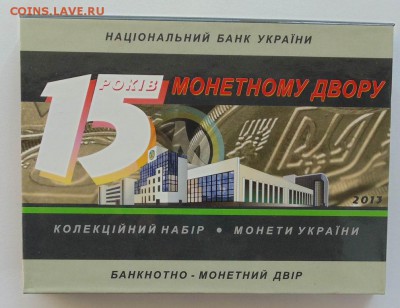 COINS.LAVE.RU
НАЦІОНАЛЬНИЙ БАНК УКРАЇНИ
15 РОКІВ МОНЕТНОМУ ДВОРУ
2013
КОЛЕКЦІЙНИЙ НАБІР • МОНЕТИ УКРАЇНИ
БАНКНОТНО - МОНЕТНИЙ ДВІР